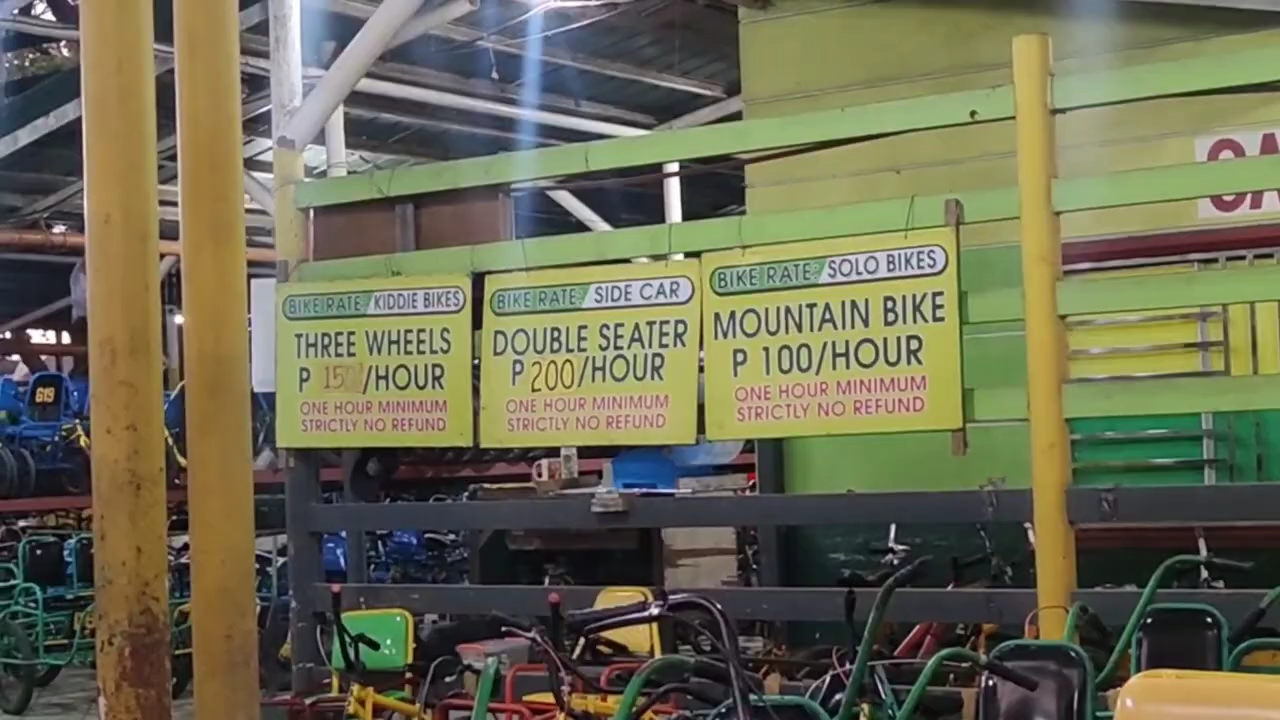 BIKE RATE: KIDDIE BIKES
THREE WHEELS
P 150/HOUR
ONE HOUR MINIMUM
STRICTLY NO REFUND
BIKE RATE: SIDE CAR
DOUBLE SEATER
P 200/HOUR
ONE HOUR MINIMUM
STRICTLY NO REFUND
BIKE RATE: SOLO BIKES
MOUNTAIN BIKE
P 100/HOUR
ONE HOUR MINIMUM
STRICTLY NO REFUND
619